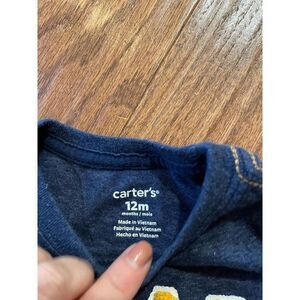 carter's®
12m
months / mois
Made in Vietnam
Fabriqué au Vietnam
Hecho en Vietnam